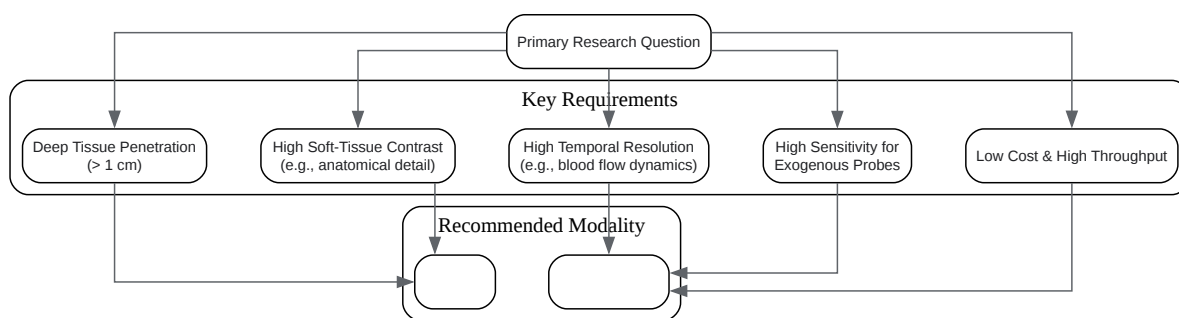 Primary Research Question
Key Requirements
Deep Tissue Penetration
(> 1 cm)
High Soft-Tissue Contrast
(e.g., anatomical detail)
High Temporal Resolution
(e.g., blood flow dynamics)
High Sensitivity for
Exogenous Probes
Low Cost & High Throughput
Recommended Modality